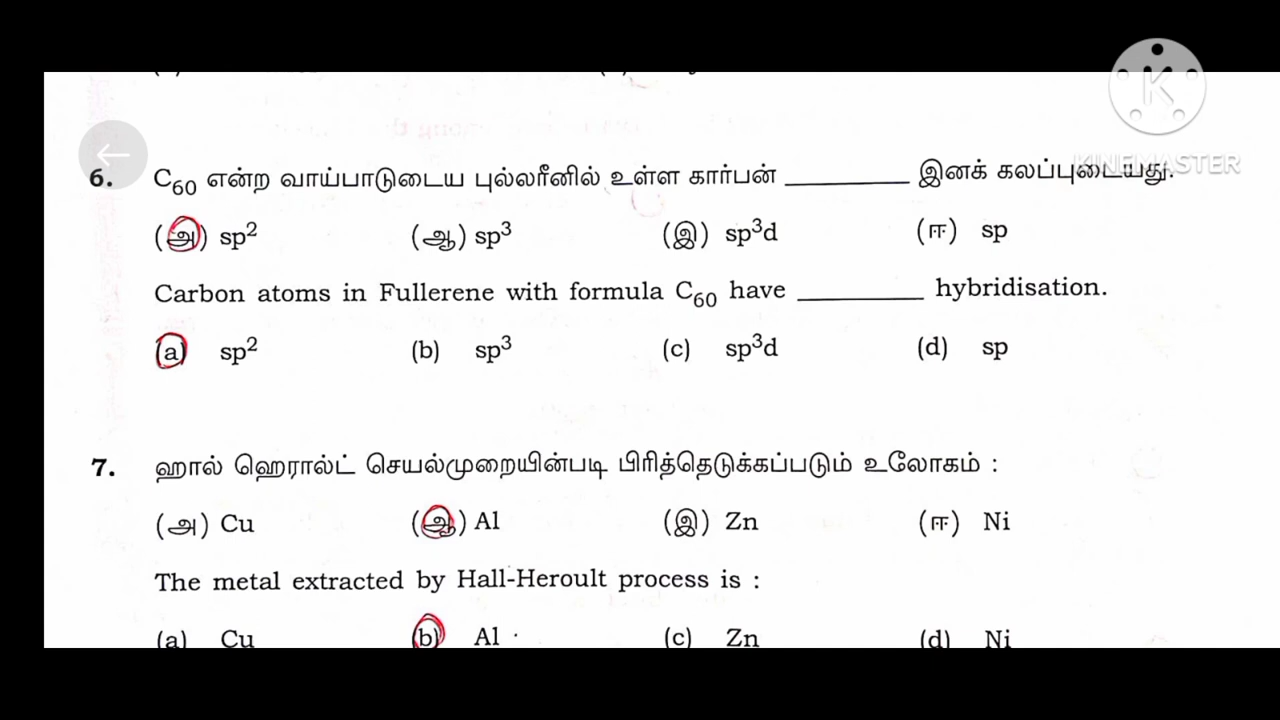 KINEMASTER
6. C60 என்ற வாய்பாடுடைய புல்லரீனில் உள்ள கார்பன் ________ இனக் கலப்புடையது.
(அ) sp² (ஆ) sp³ (இ) sp³d (ஈ) sp
Carbon atoms in Fullerene with formula C60 have ________ hybridisation.
(a) sp² (b) sp³ (c) sp³d (d) sp
7. ஹால் ஹெரால்ட் செயல்முறையின்படி பிரித்தெடுக்கப்படும் உலோகம் :
(அ) Cu (ஆ) Al (இ) Zn (ஈ) Ni
The metal extracted by Hall-Heroult process is :
(a) Cu (b) Al (c) Zn (d) Ni